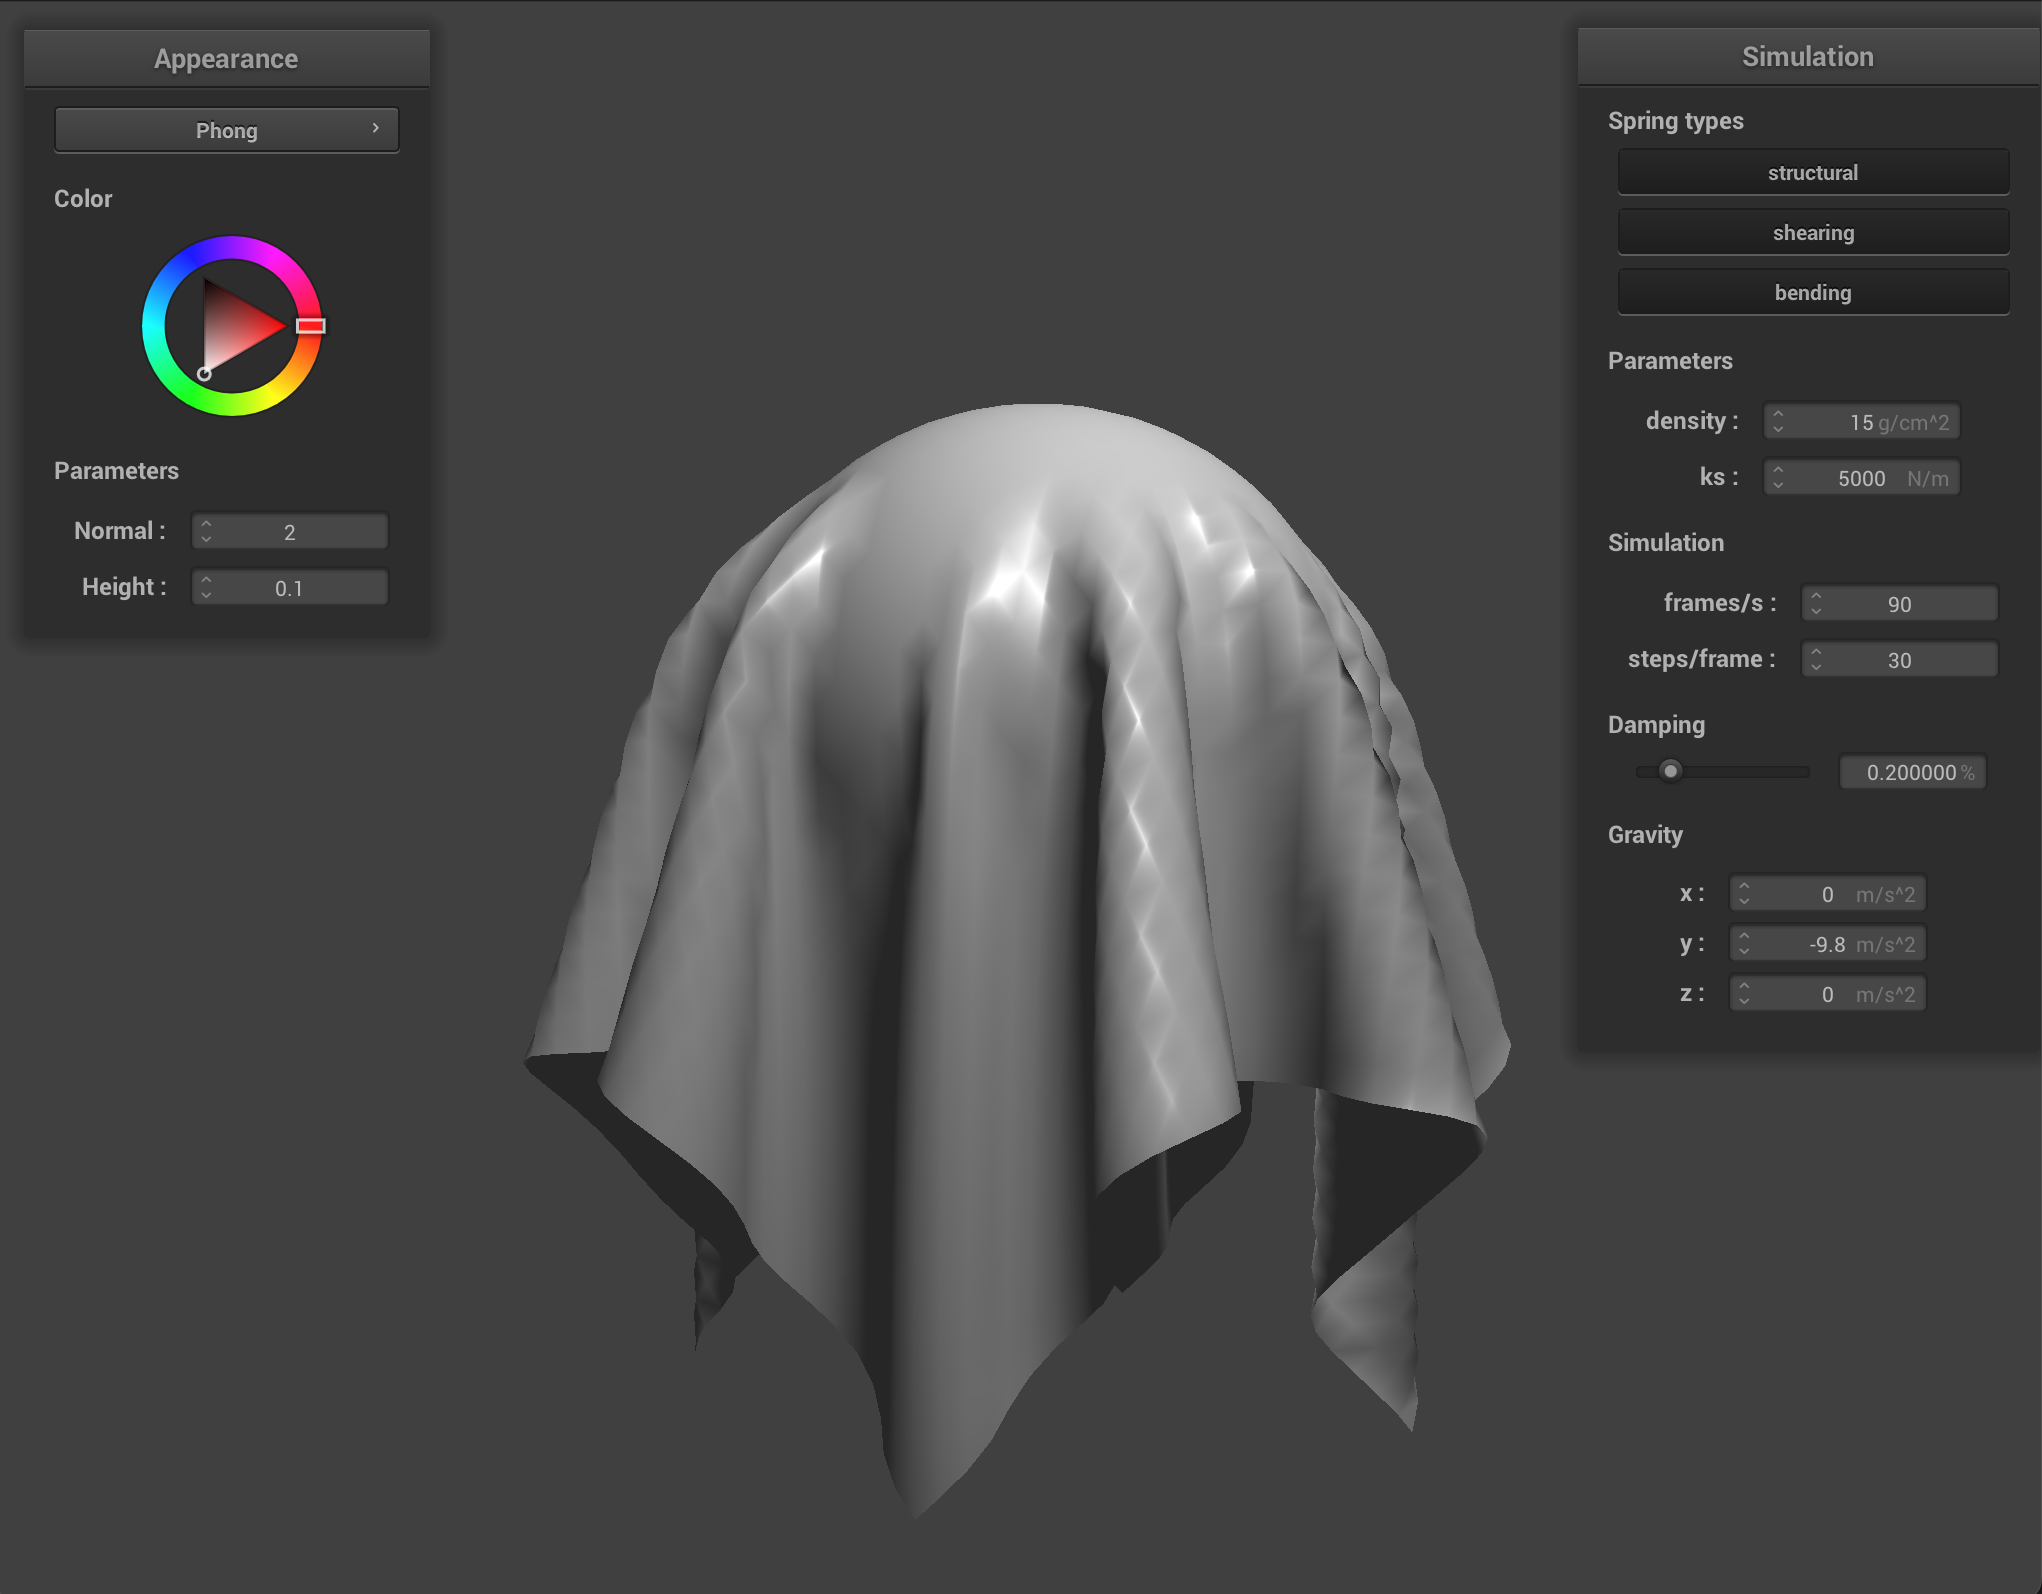 Appearance
Phong
Color
Parameters
Normal : 2
Height : 0.1
Simulation
Spring types
structural
shearing
bending
Parameters
density : 15 g/cm^2
ks : 5000 N/m
Simulation
frames/s : 90
steps/frame : 30
Damping
0.200000 %
Gravity
x : 0 m/s^2
y : -9.8 m/s^2
z : 0 m/s^2